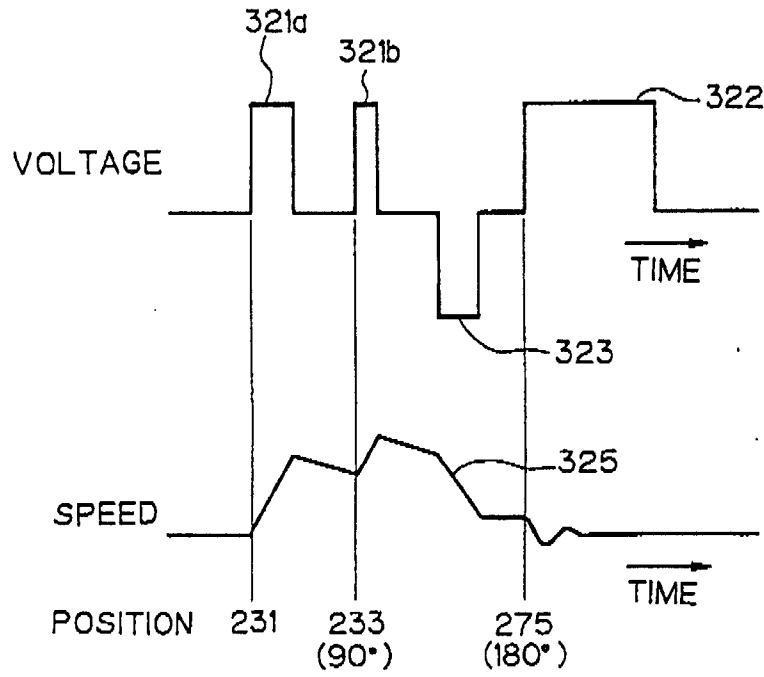 321a
321b
322
VOLTAGE
TIME
323
325
SPEED
TIME
POSITION 231 233 275
(90°) (180°)